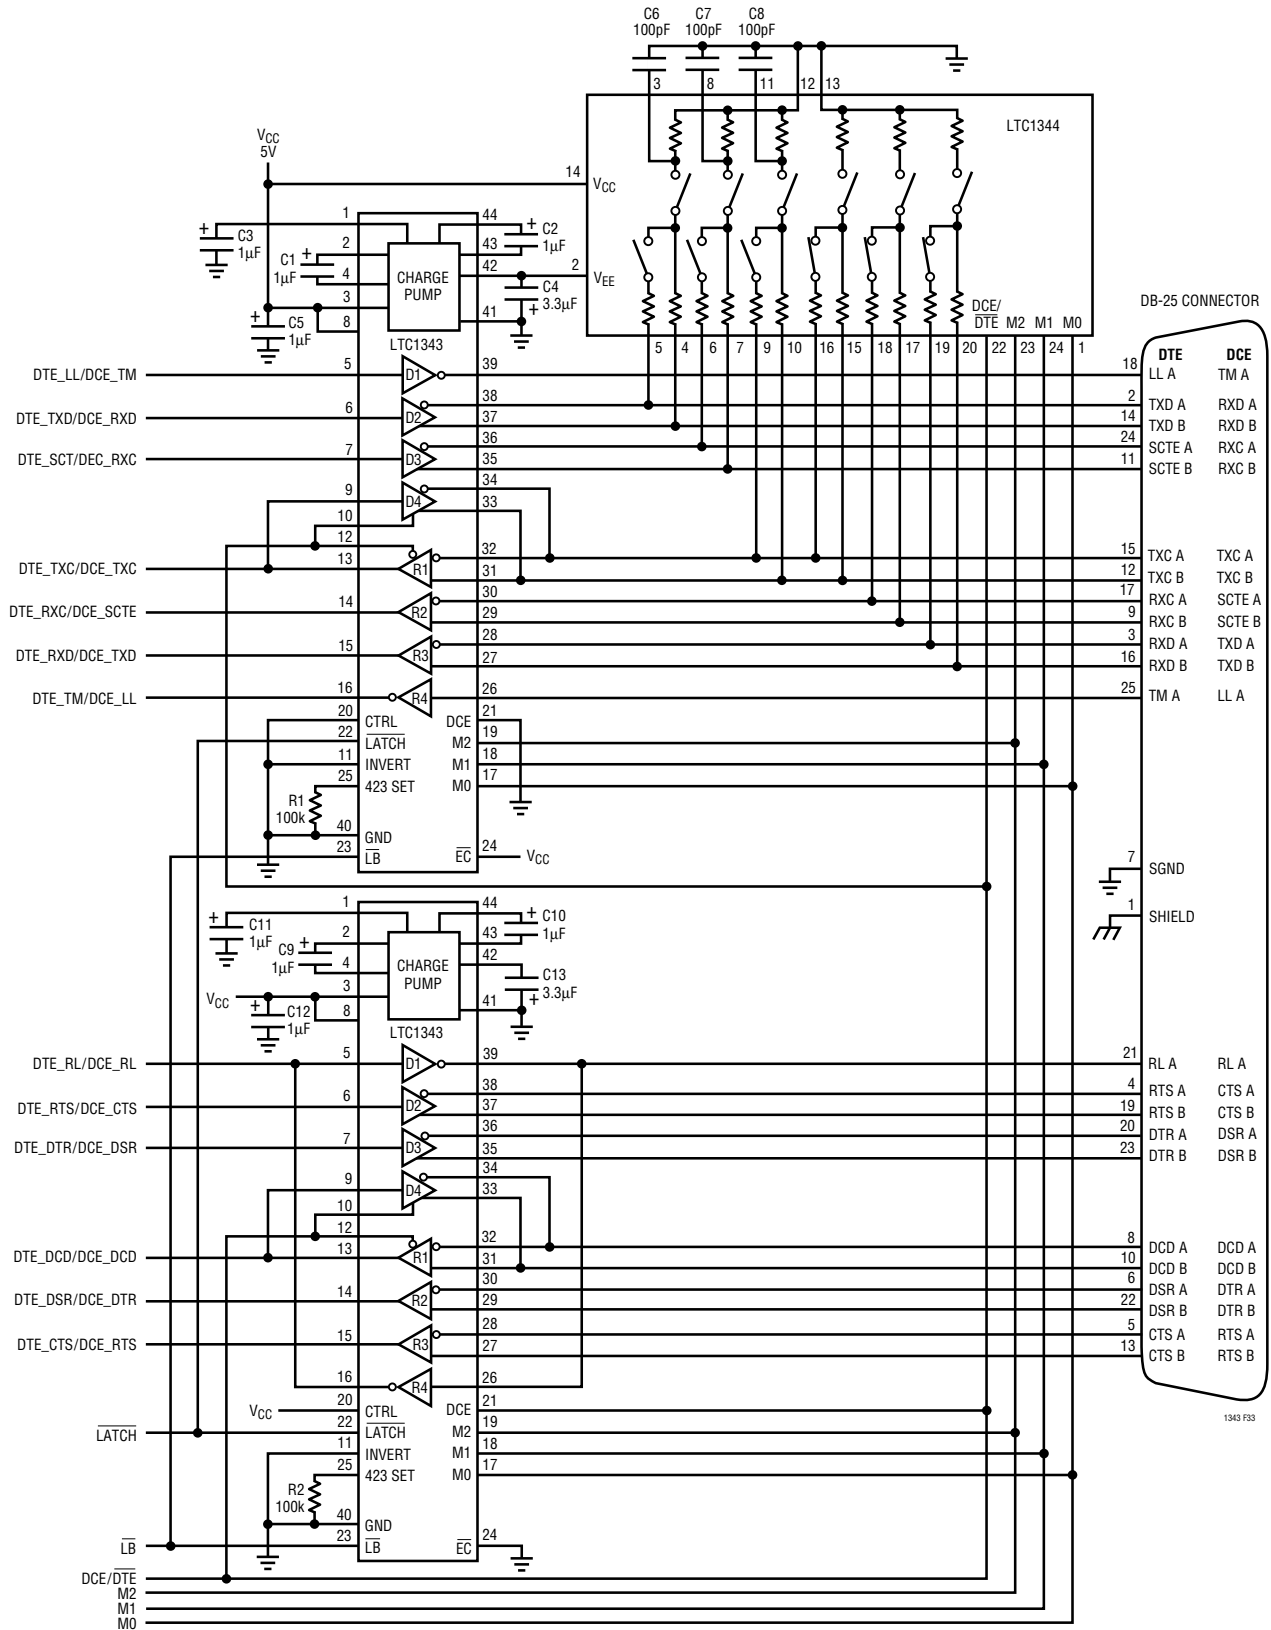 C6 C7 C8
100pF 100pF 100pF
3 8 11 12 13
LTC1344
VCC
5V
14 VCC
1 44
+ C3 1µF
+ C2 1µF
2 43
C1 + 1µF
4 42 2 VEE
CHARGE
PUMP
C4
+ 3.3µF
3 41
+ C5 1µF
8
LTC1343
DCE/
DTE M2 M1 M0
5 4 6 7 9 10 16 15 18 17 19 20 22 23 24 1
DB-25 CONNECTOR
DTE DCE
DTE_LL/DCE_TM 5 D1 39 18 LL A TM A
DTE_TXD/DCE_RXD 6 D2 38 2 TXD A RXD A
37 14 TXD B RXD B
DTE_SCT/DEC_RXC 7 D3 36 24 SCTE A RXC A
35 11 SCTE B RXC B
9 D4 34
33
10
12
DTE_TXC/DCE_TXC 13 R1 32 15 TXC A TXC A
31 12 TXC B TXC B
DTE_RXC/DCE_SCTE 14 R2 30 17 RXC A SCTE A
29 9 RXC B SCTE B
DTE_RXD/DCE_TXD 15 R3 28 3 RXD A TXD A
27 16 RXD B TXD B
DTE_TM/DCE_LL 16 R4 26 25 TM A LL A
20 CTRL DCE 21
22 LATCH M2 19
11 INVERT M1 18
25 423 SET M0 17
R1
100k
40 GND
23 LB EC 24 VCC
7 SGND
1 SHIELD
1 44
+ C11 1µF
+ C10 1µF
2 43
C9 + 1µF
4 42
CHARGE
PUMP
C13
+ 3.3µF
VCC 3 41
+ C12 1µF
8
LTC1343
DTE_RL/DCE_RL 5 D1 39 21 RL A RL A
DTE_RTS/DCE_CTS 6 D2 38 4 RTS A CTS A
37 19 RTS B CTS B
DTE_DTR/DCE_DSR 7 D3 36 20 DTR A DSR A
35 23 DTR B DSR B
9 D4 34
33
10
12
DTE_DCD/DCE_DCD 13 R1 32 8 DCD A DCD A
31 10 DCD B DCD B
DTE_DSR/DCE_DTR 14 R2 30 6 DSR A DTR A
29 22 DSR B DTR B
DTE_CTS/DCE_RTS 15 R3 28 5 CTS A RTS A
27 13 CTS B RTS B
16 R4 26
VCC 20 CTRL DCE 21
LATCH 22 LATCH M2 19
11 INVERT M1 18
25 423 SET M0 17
R2
100k
40 GND
LB 23 LB EC 24
DCE/DTE
M2
M1
M0
1343 F33